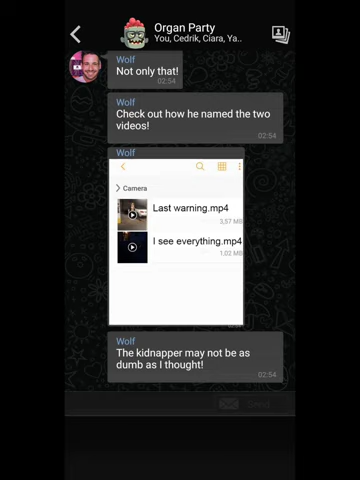 Organ Party
You, Cedrik, Ciara, Ya..
Wolf
Not only that!
02:54
Wolf
Check out how he named the two
videos!
02:54
Wolf
Camera
Last warning.mp4
3,57 MB
I see everything.mp4
1,02 MB
Wolf
The kidnapper may not be as
dumb as I thought!
02:54
Send